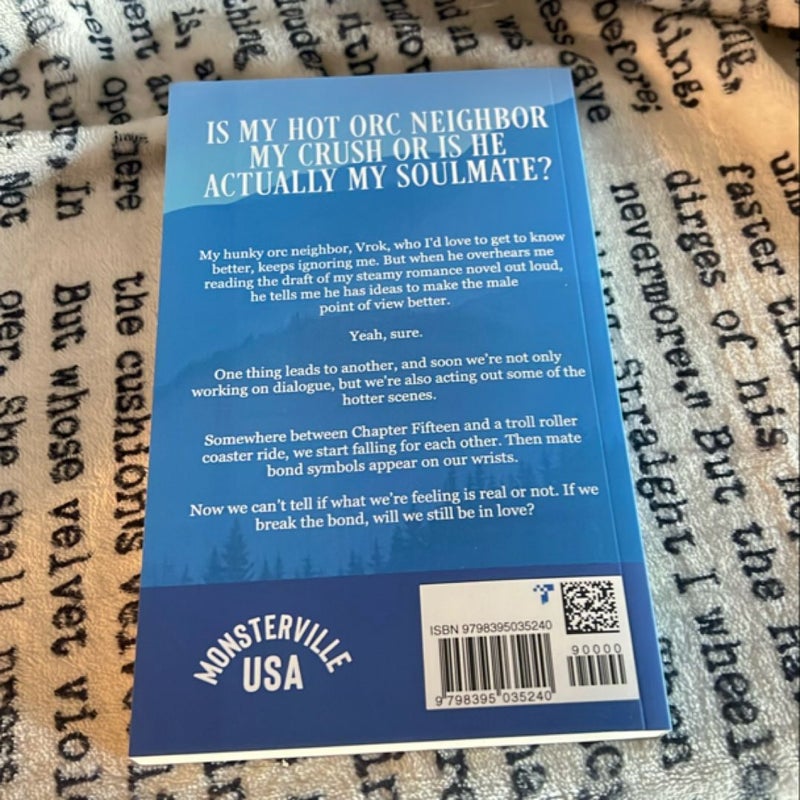 IS MY HOT ORC NEIGHBOR
MY CRUSH OR IS HE
ACTUALLY MY SOULMATE?
My hunky orc neighbor, Vrok, who I'd love to get to know
better, keeps ignoring me. But when he overhears me
reading the draft of my steamy romance novel out loud,
he tells me he has ideas to make the male
point of view better.
Yeah, sure.
One thing leads to another, and soon we're not only
working on dialogue, but we're also acting out some of the
hotter scenes.
Somewhere between Chapter Fifteen and a troll roller
coaster ride, we start falling for each other. Then mate
bond symbols appear on our wrists.
Now we can't tell if what we're feeling is real or not. If we
break the bond, will we still be in love?
MONSTERVILLE
USA
ISBN 9798395035240
90000
9 798395 035240
the cushion's
But whose velvet viol
she shall press
before;
faster
dirges of his
nevermore." But the
Straight I wheele